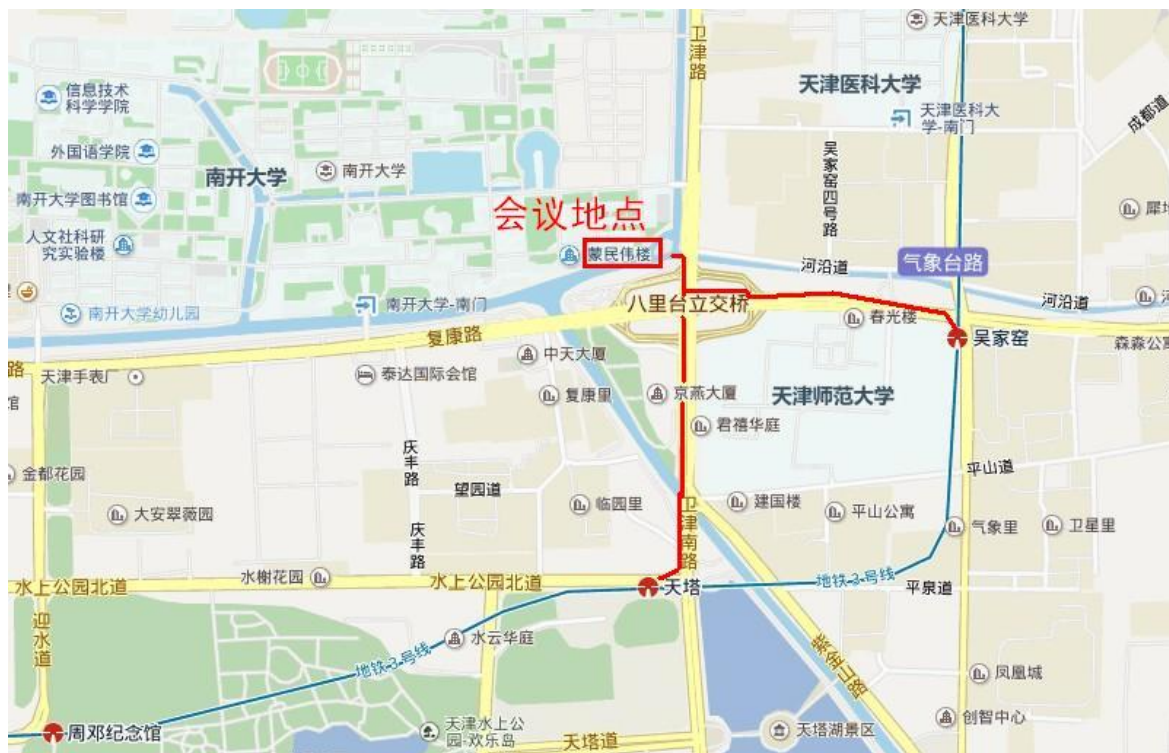 天津医科大学
卫津路
天津医科大学
天津医科大
学-南门
成都道
信息技术
科学学院
外国语学院
南开大学
南开大学
吴家窑四号路
南开大学图书馆
会议地点
人文社科研
究实验楼
蒙民伟楼
河沿道
气象台路
南开大学-南门
南开大学幼儿园
八里台立交桥
河沿道
春光楼
吴家窑
复康路
森淼公寓
路
中天大厦
天津手表厂
泰达国际会馆
复康里
京燕大厦
天津师范大学
馆
君禧华庭
庆丰路
金都花园
望园道
平山道
临园里
建国楼
大安翠薇园
平山公寓
气象里
卫星里
卫津南路
庆丰路
水榭花园
水上公园北道
水上公园北道
天塔
地铁3号线
平泉道
迎水道
水云华庭
地铁3号线
紫金山路
凤凰城
周邓纪念馆
天津水上公
园-欢乐岛
天塔道
天塔湖景区
创智中心